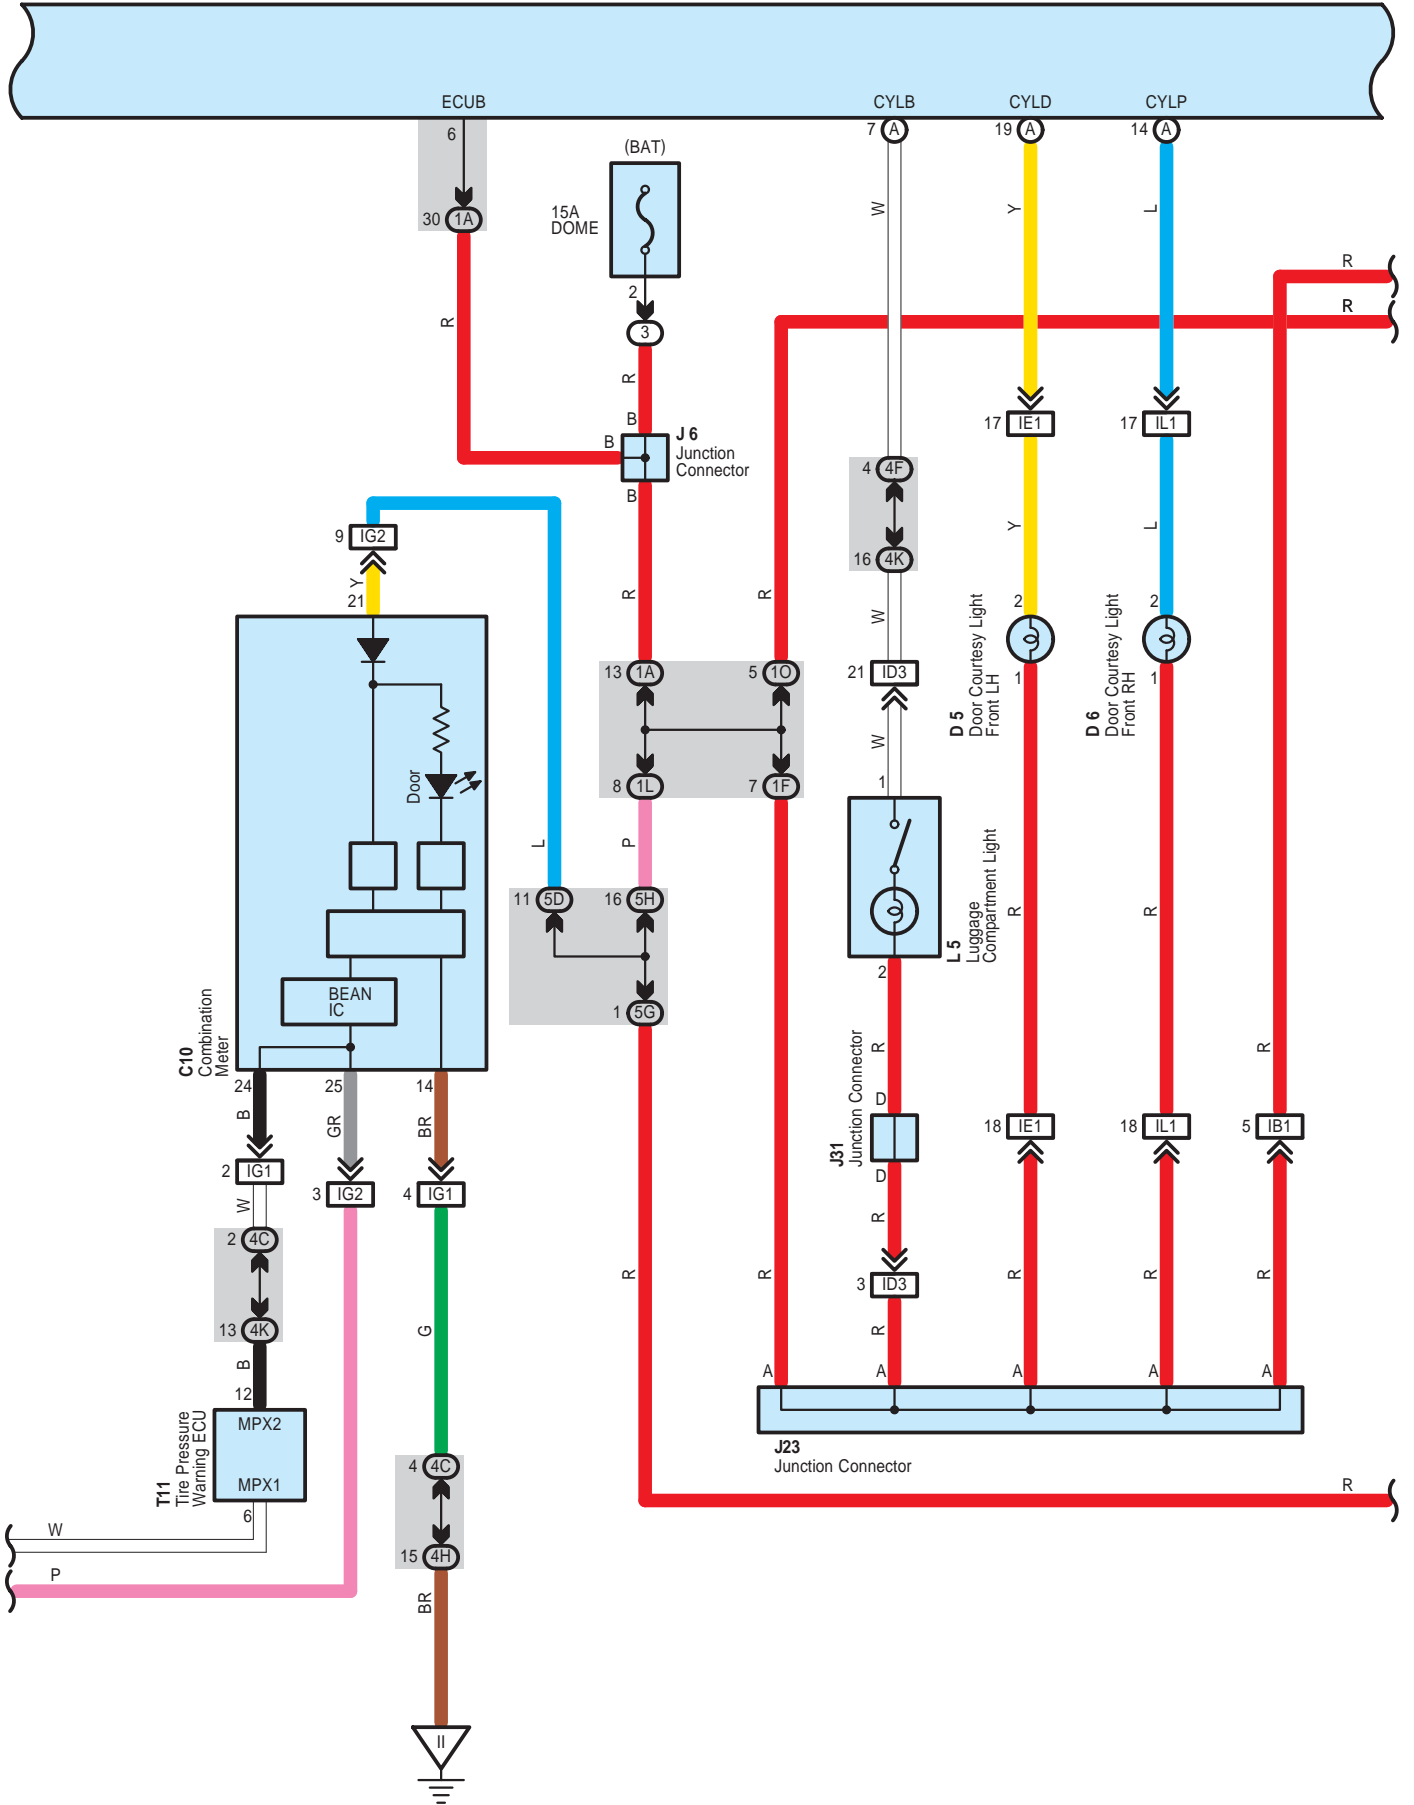 ECUB
CYLB
CYLD
CYLP
6
7 A
19 A
14 A
(BAT)
15A
DOME
30 1A
W
Y
L
2
3
R
R
R
R
R
B
B
B
J 6
Junction
Connector
17 IE1
17 IL1
4 4F
16 4K
9 IG2
Y
21
Y
L
R
R
W
2
2
D 5
Door Courtesy Light
Front LH
D 6
Door Courtesy Light
Front RH
1
1
13 1A
5 1O
21 ID3
W
8 1L
7 1F
1
Door
L
P
11 5D
16 5H
1 5G
L 5
Luggage
Compartment Light
2
R
R
BEAN
IC
C10
Combination
Meter
24
25
14
B
GR
BR
R
R
D
J31
Junction Connector
D
18 IE1
18 IL1
5 IB1
2 IG1
3 IG2
4 IG1
W
R
2 4C
13 4K
3 ID3
R
R
R
R
R
G
R
B
12
A
A
A
A
A
MPX2
MPX1
T11
Tire Pressure
Warning ECU
6
J23
Junction Connector
4 4C
15 4H
R
W
P
BR
II